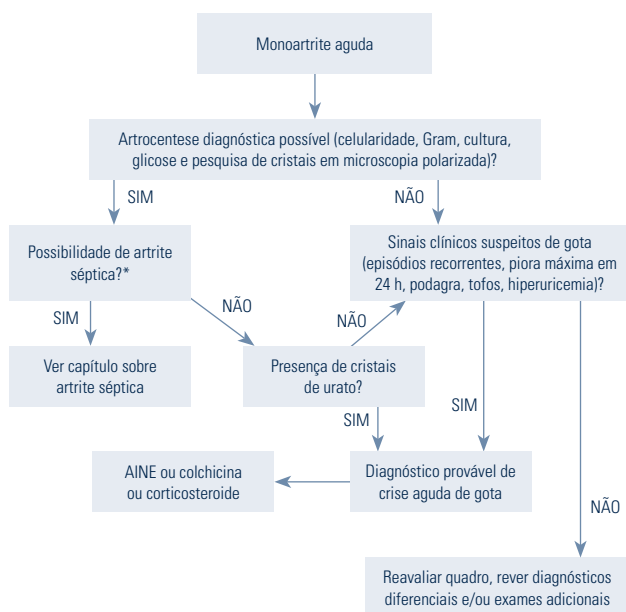 Monoartrite aguda
Artrocentese diagnóstica possível (celularidade, Gram, cultura,
glicose e pesquisa de cristais em microscopia polarizada)?
SIM
NÃO
Possibilidade de artrite
séptica?*
Sinais clínicos suspeitos de gota
(episódios recorrentes, piora máxima em
24 h, podagra, tofos, hiperuricemia)?
SIM
NÃO
NÃO
Ver capítulo sobre
artrite séptica
Presença de cristais
de urato?
SIM
SIM
AINE ou colchicina
ou corticosteroide
Diagnóstico provável de
crise aguda de gota
NÃO
Reavaliar quadro, rever diagnósticos
diferenciais e/ou exames adicionais